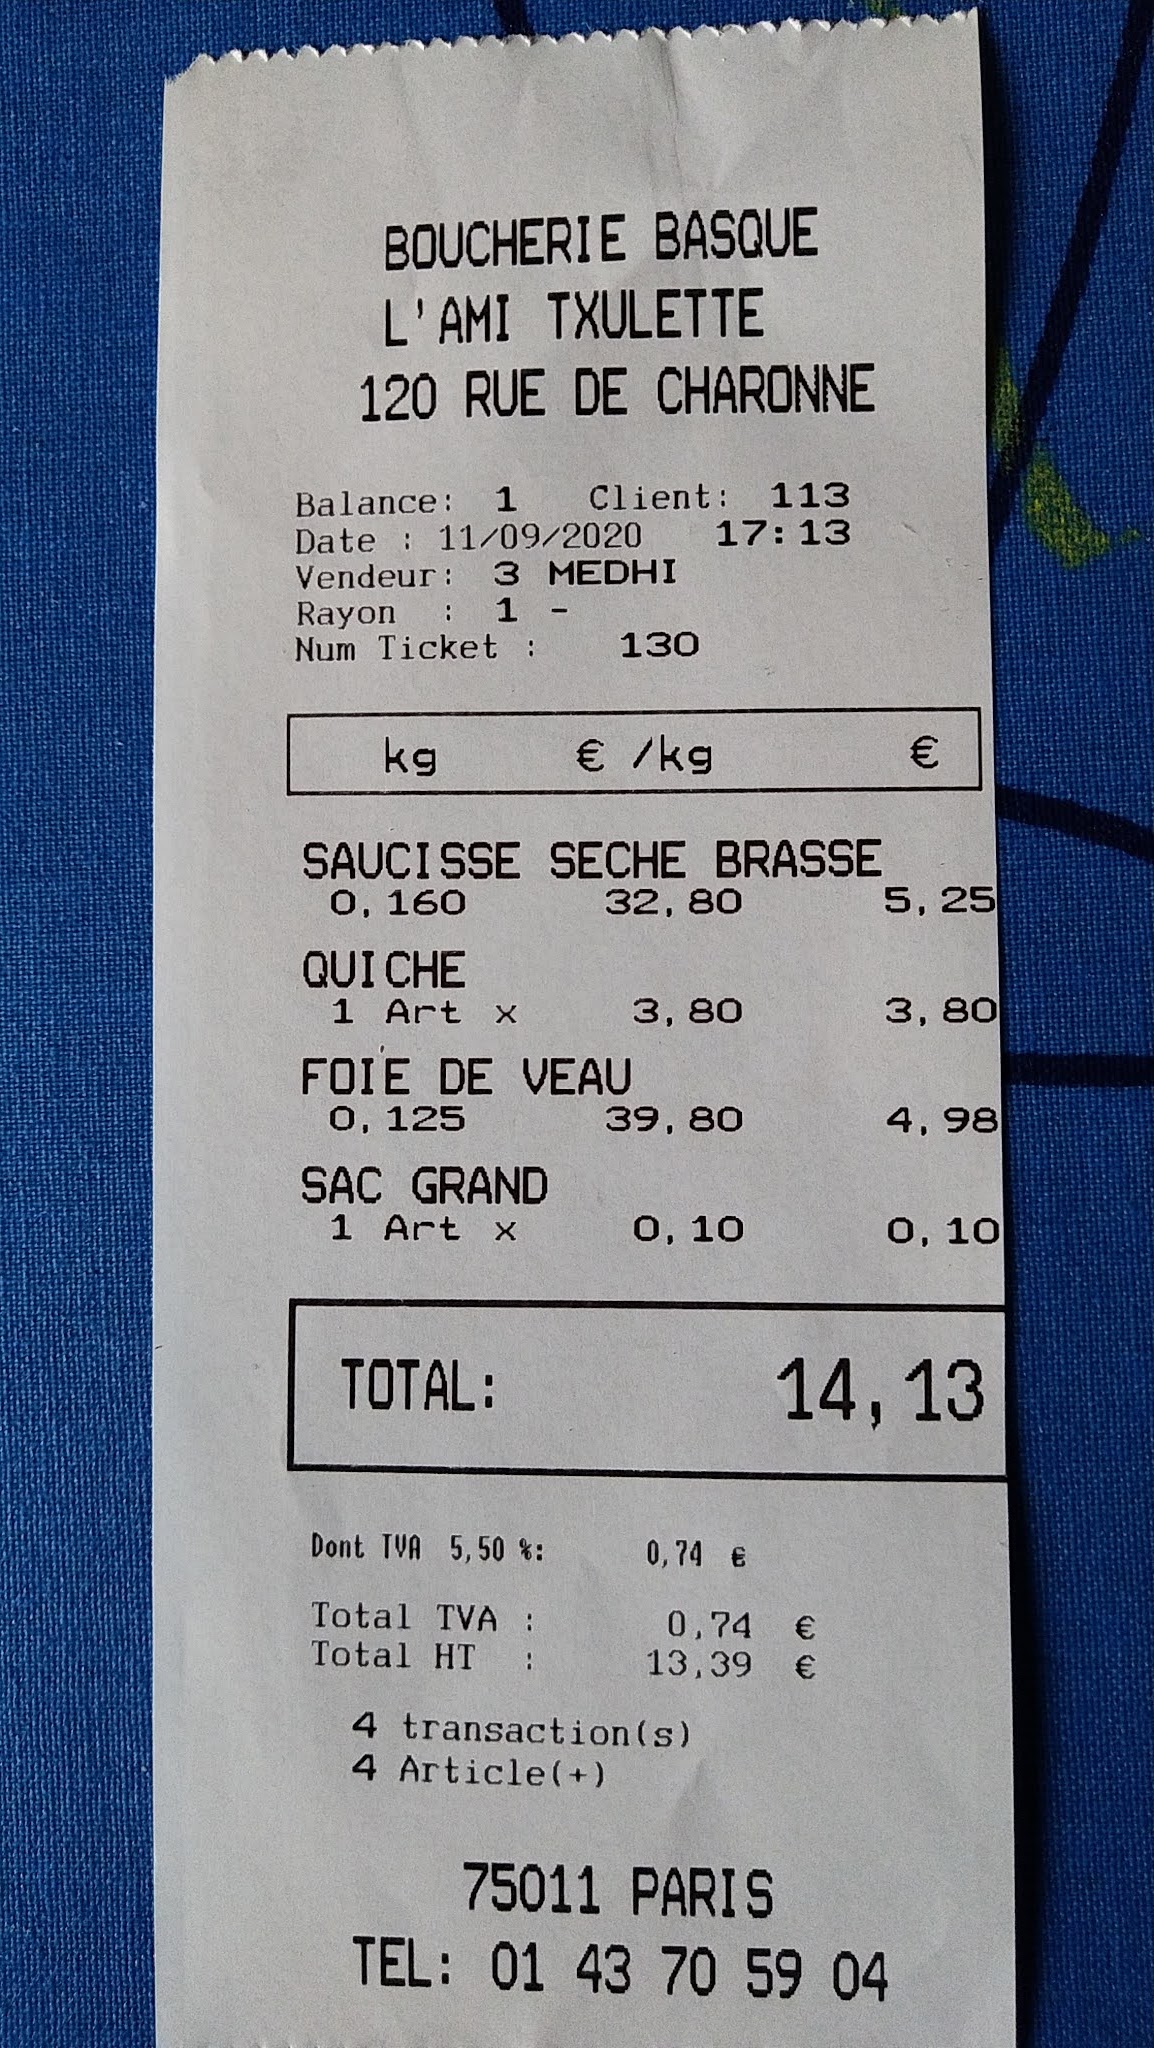 BOUCHERIE BASQUE
L'AMI TXULETTE
120 RUE DE CHARONNE
Balance: 1 Client: 113
Date : 11/09/2020 17:13
Vendeur: 3 MEDHI
Rayon : 1 -
Num Ticket : 130
kg € /kg €
SAUCISSE SECHE BRASSE
0,160 32,80 5,25
QUICHE
1 Art x 3,80 3,80
FOIE DE VEAU
0,125 39,80 4,98
SAC GRAND
1 Art x 0,10 0,10
TOTAL: 14,13
Dont TVA 5,50 %: 0,74 €
Total TVA : 0,74 €
Total HT : 13,39 €
4 transaction(s)
4 Article(+)
75011 PARIS
TEL: 01 43 70 59 04